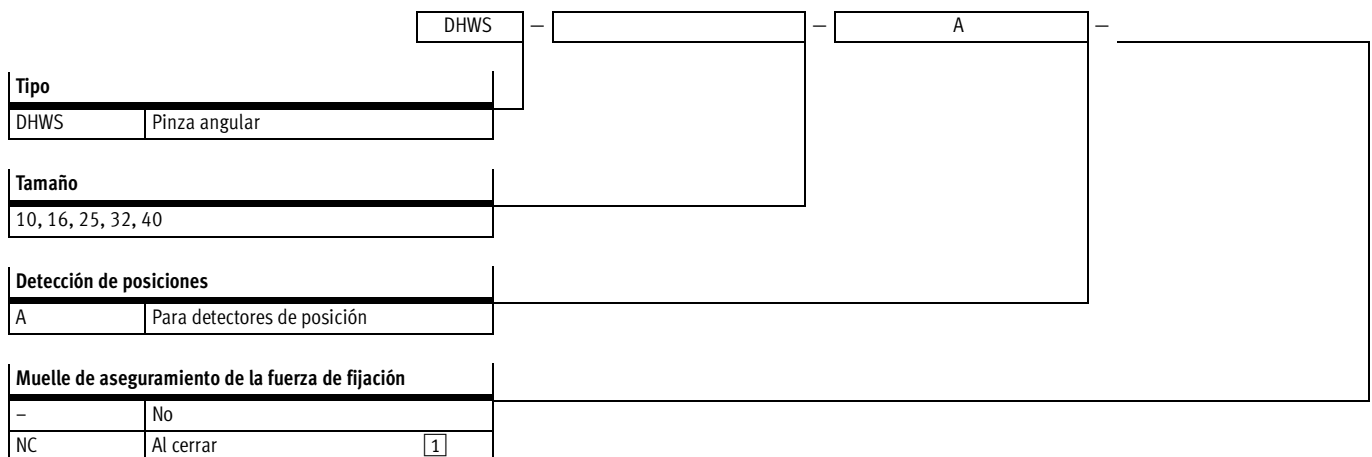 DHWS – – A –
Tipo
DHWS Pinza angular
Tamaño
10, 16, 25, 32, 40
Detección de posiciones
A Para detectores de posición
Muelle de aseguramiento de la fuerza de fijación
– No
NC Al cerrar 1